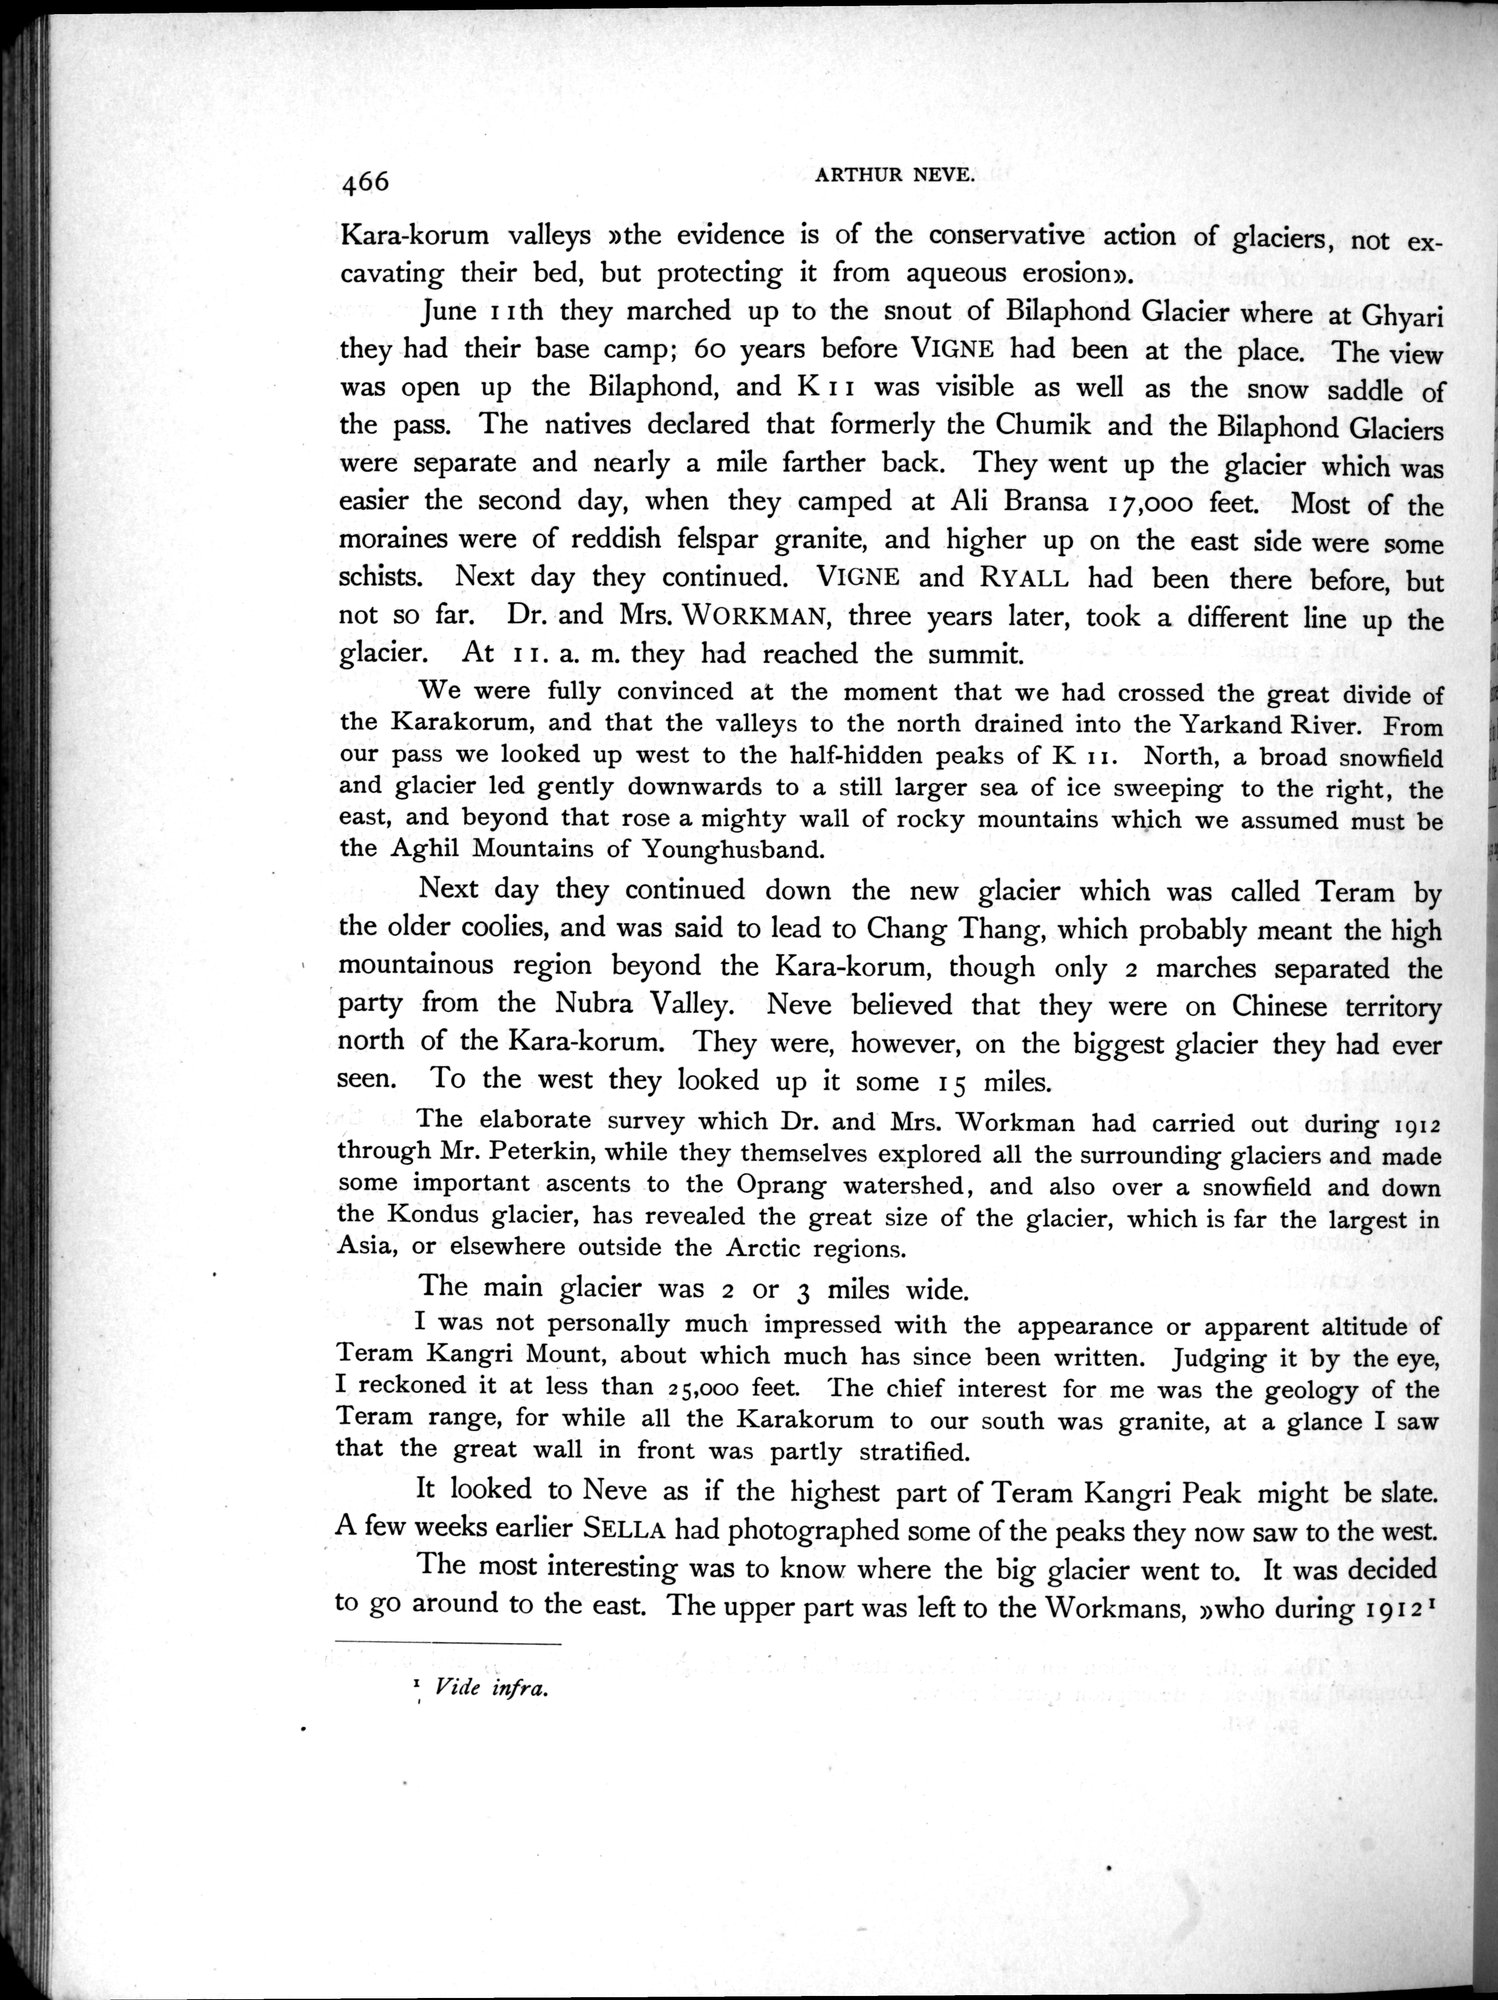 466
ARTHUR NEVE.
Kara-korum valleys »the evidence is of the conservative action of glaciers, not ex-
cavating their bed, but protecting it from aqueous erosion».
June 11th they marched up to the snout of Bilaphond Glacier where at Ghyari
they had their base camp; 60 years before VIGNE had been at the place. The view
was open up the Bilaphond, and K 11 was visible as well as the snow saddle of
the pass. The natives declared that formerly the Chumik and the Bilaphond Glaciers
were separate and nearly a mile farther back. They went up the glacier which was
easier the second day, when they camped at Ali Bransa 17,000 feet. Most of the
moraines were of reddish felspar granite, and higher up on the east side were some
schists. Next day they continued. VIGNE and RYALL had been there before, but
not so far. Dr. and Mrs. WORKMAN, three years later, took a different line up the
glacier. At 11. a. m. they had reached the summit.
We were fully convinced at the moment that we had crossed the great divide of
the Karakorum, and that the valleys to the north drained into the Yarkand River. From
our pass we looked up west to the half-hidden peaks of K 11. North, a broad snowfield
and glacier led gently downwards to a still larger sea of ice sweeping to the right, the
east, and beyond that rose a mighty wall of rocky mountains which we assumed must be
the Aghil Mountains of Younghusband.
Next day they continued down the new glacier which was called Teram by
the older coolies, and was said to lead to Chang Thang, which probably meant the high
mountainous region beyond the Kara-korum, though only 2 marches separated the
party from the Nubra Valley. Neve believed that they were on Chinese territory
north of the Kara-korum. They were, however, on the biggest glacier they had ever
seen. To the west they looked up it some 15 miles.
The elaborate survey which Dr. and Mrs. Workman had carried out during 1912
through Mr. Peterkin, while they themselves explored all the surrounding glaciers and made
some important ascents to the Oprang watershed, and also over a snowfield and down
the Kondus glacier, has revealed the great size of the glacier, which is far the largest in
Asia, or elsewhere outside the Arctic regions.
The main glacier was 2 or 3 miles wide.
I was not personally much impressed with the appearance or apparent altitude of
Teram Kangri Mount, about which much has since been written. Judging it by the eye,
I reckoned it at less than 25,000 feet. The chief interest for me was the geology of the
Teram range, for while all the Karakorum to our south was granite, at a glance I saw
that the great wall in front was partly stratified.
It looked to Neve as if the highest part of Teram Kangri Peak might be slate.
A few weeks earlier SELLA had photographed some of the peaks they now saw to the west.
The most interesting was to know where the big glacier went to. It was decided
to go around to the east. The upper part was left to the Workmans, »who during 1912¹
¹ Vide infra.